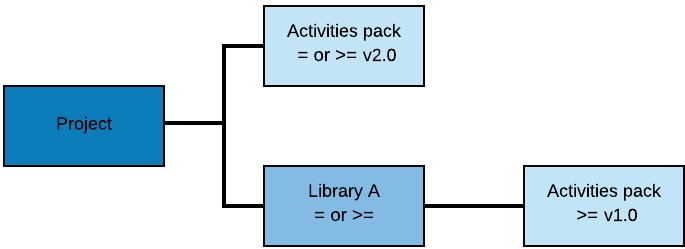 Activities pack
= or >= v2.0
Project
Library A
= or >=
Activities pack
>= v1.0